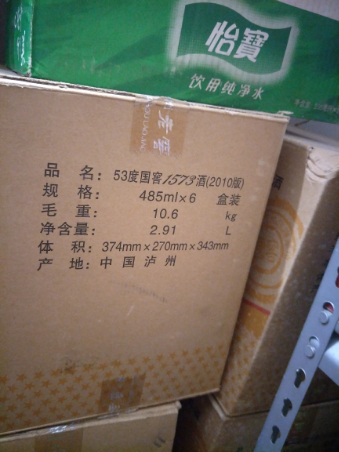 怡寶
饮用纯净水
品 名：53度国窖1573酒(2010版)
规 格：485ml×6 盒装
毛 重：10.6 kg
净含量：2.91 L
体 积：374mm×270mm×343mm
产 地：中国泸州